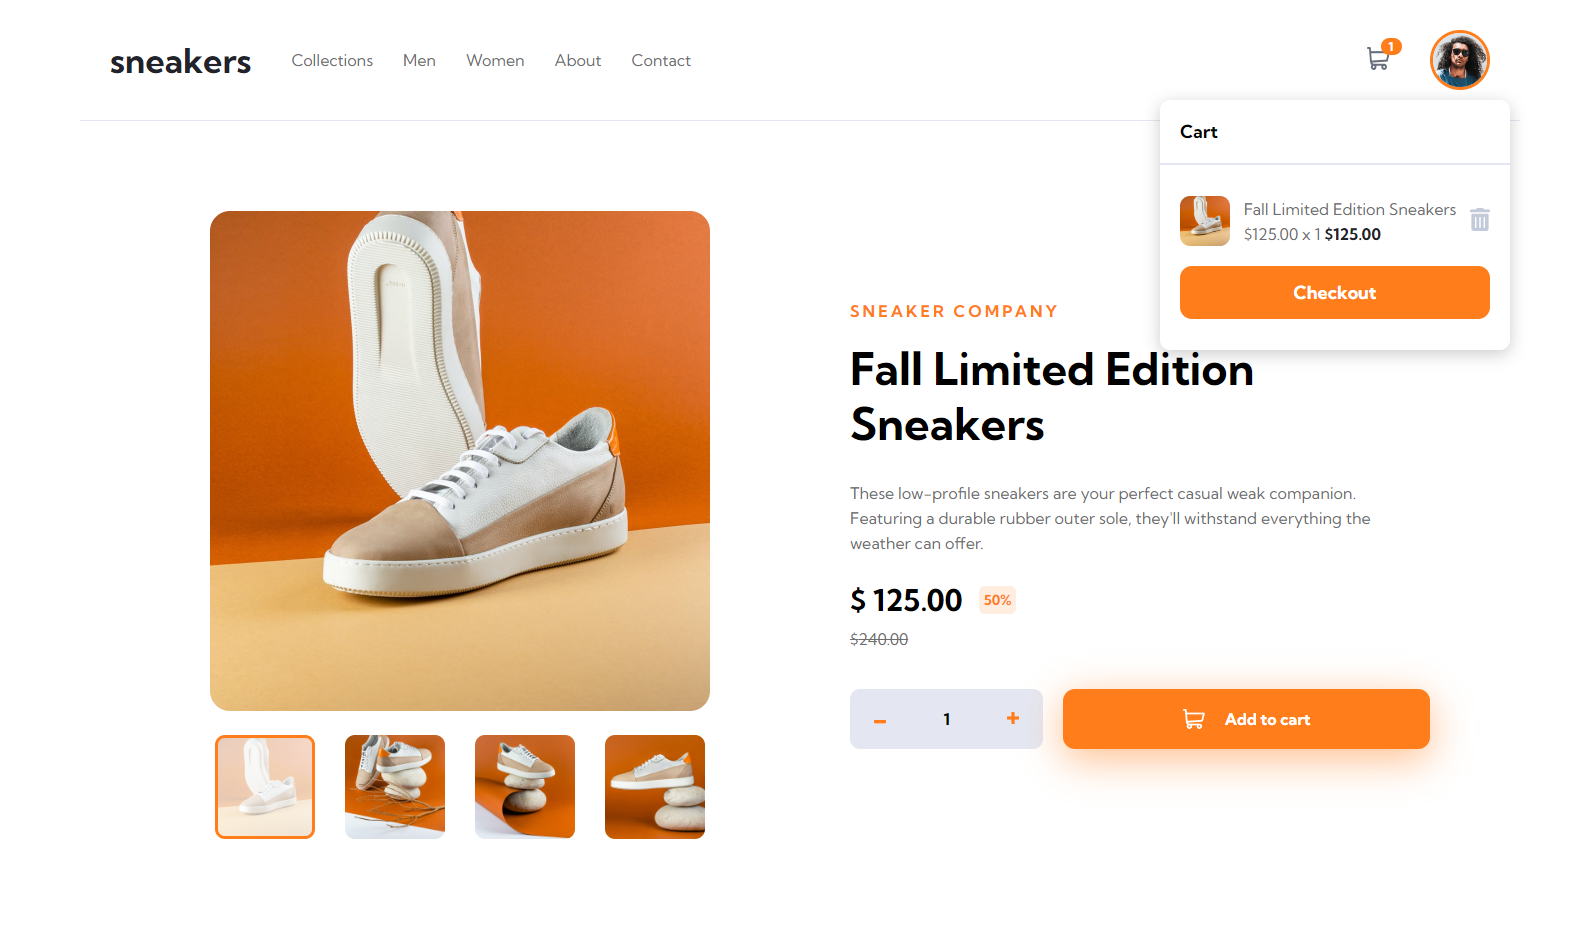 sneakers
Collections Men Women About Contact
1
Cart
Fall Limited Edition Sneakers
$125.00 x 1 $125.00
Checkout
SNEAKER COMPANY
Fall Limited Edition
Sneakers
These low-profile sneakers are your perfect casual weak companion.
Featuring a durable rubber outer sole, they'll withstand everything the
weather can offer.
$ 125.00 50%
$240.00
1
Add to cart